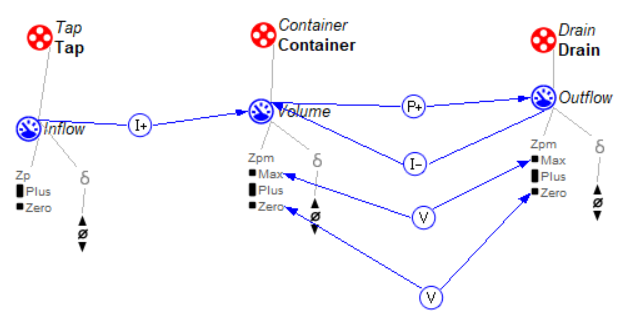 Tap
Tap
Inflow
Zp
Plus
Zero
δ
ø
I+
Container
Container
Volume
Zpm
Max
Plus
Zero
δ
ø
P+
I−
V
V
Drain
Drain
Outflow
Zpm
Max
Plus
Zero
δ
ø